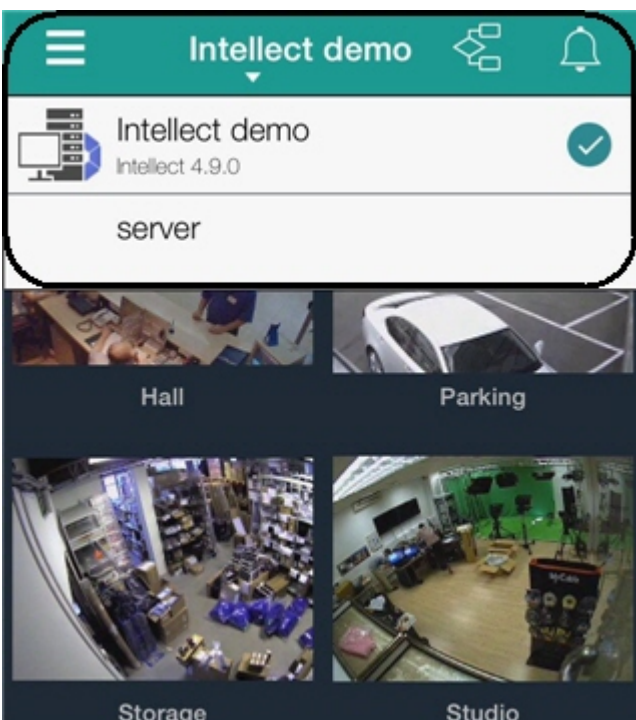 Intellect demo
Intellect demo
Intellect 4.9.0
server
Hall
Parking
Storage
Studio